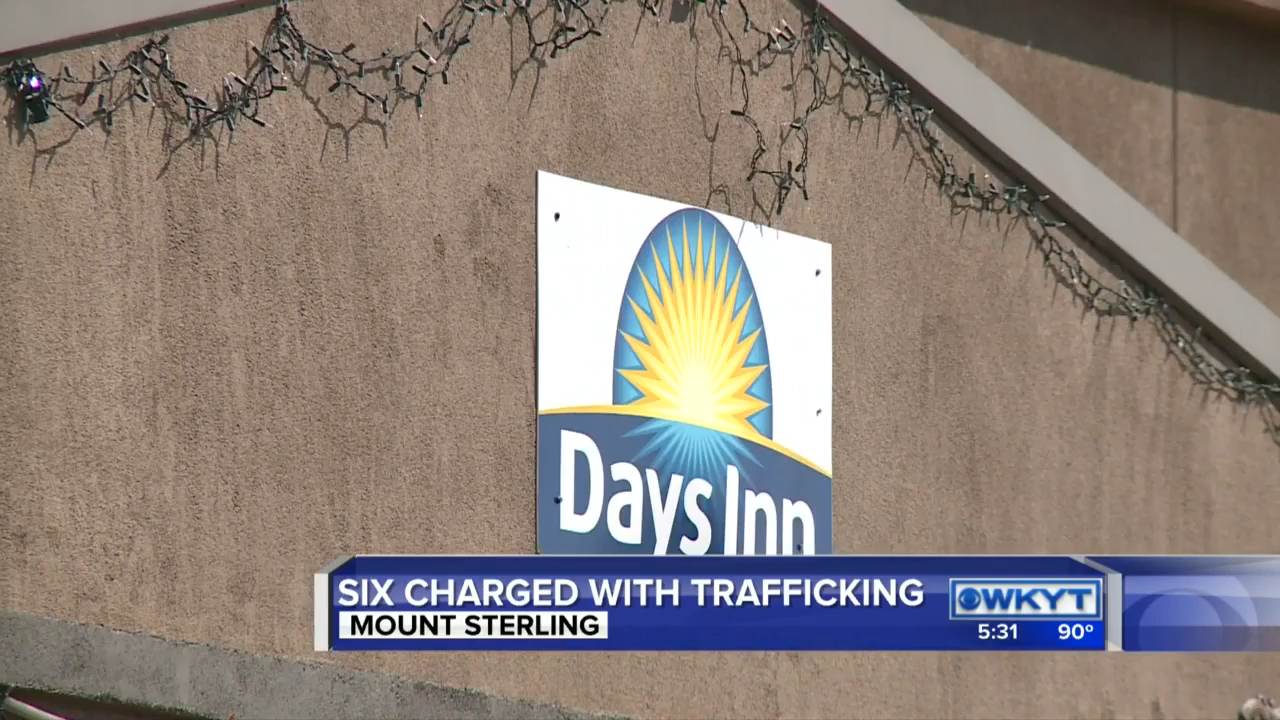 Days Inn
SIX CHARGED WITH TRAFFICKING
MOUNT STERLING
WKYT
5:31 90°